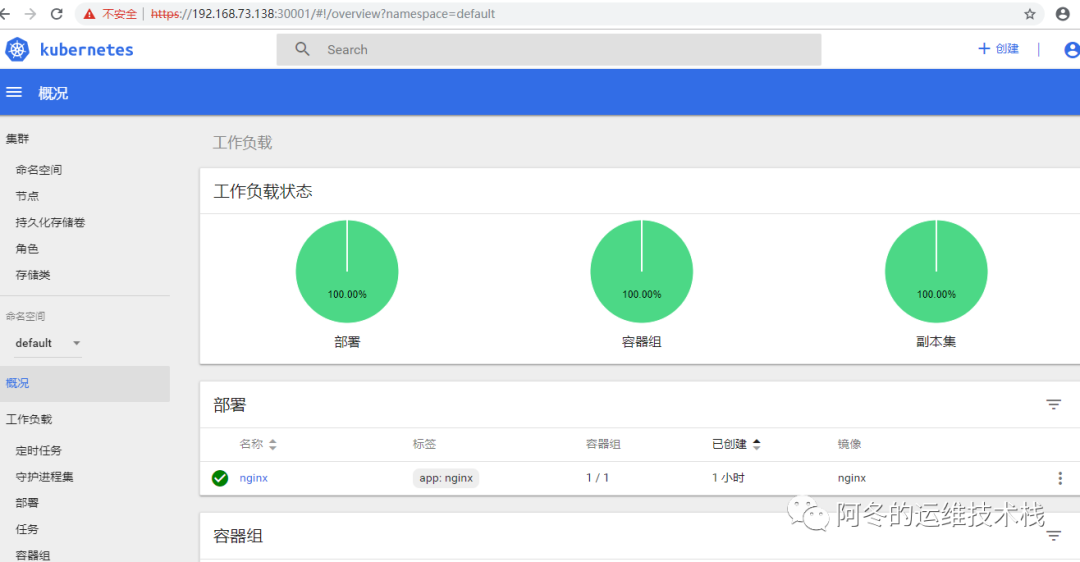 不安全 https://192.168.73.138:30001/#!/overview?namespace=default
kubernetes
Search
创建
概况
集群
命名空间
节点
持久化存储卷
角色
存储类
命名空间
default
概况
工作负载
定时任务
守护进程集
部署
任务
容器组
工作负载
工作负载状态
100.00% 100.00% 100.00%
部署 容器组 副本集
部署
名称 标签 容器组 已创建 镜像
nginx app: nginx 1 / 1 1 小时 nginx
容器组
阿冬的运维技术栈